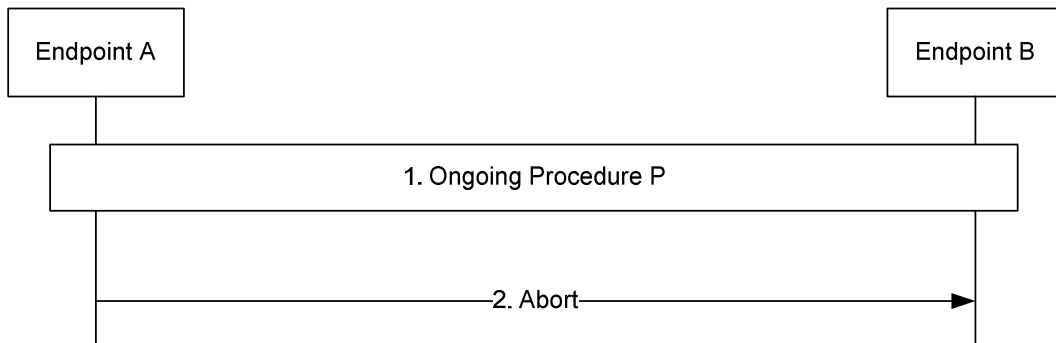 Endpoint A
Endpoint B
1. Ongoing Procedure P
2. Abort